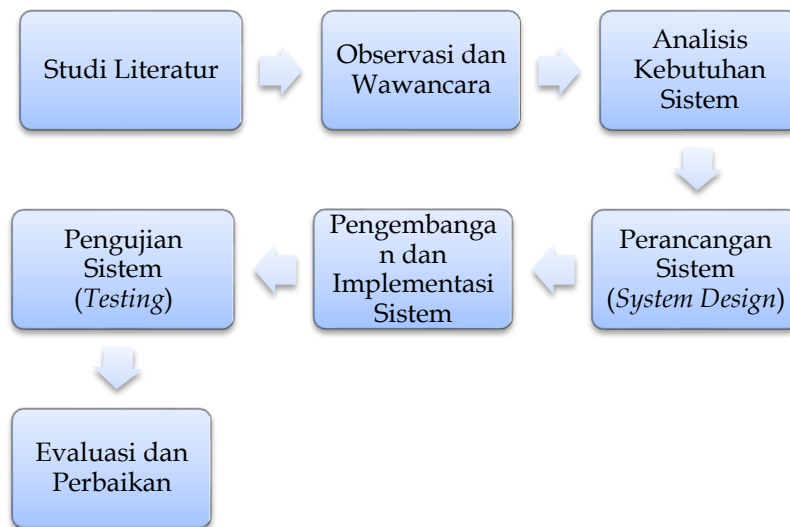 Studi Literatur
Observasi dan
Wawancara
Analisis
Kebutuhan
Sistem
Perancangan
Sistem
(System Design)
Pengembanga
n dan
Implementasi
Sistem
Pengujian
Sistem
(Testing)
Evaluasi dan
Perbaikan